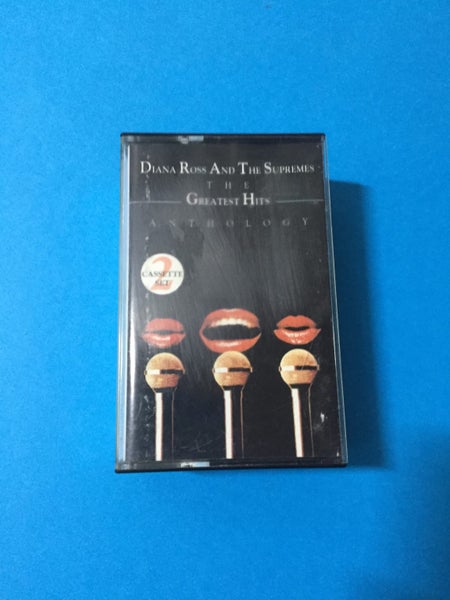 DIANA ROSS AND THE SUPREMES
THE
GREATEST HITS
ANTHOLOGY
2
CASSETTE
SET